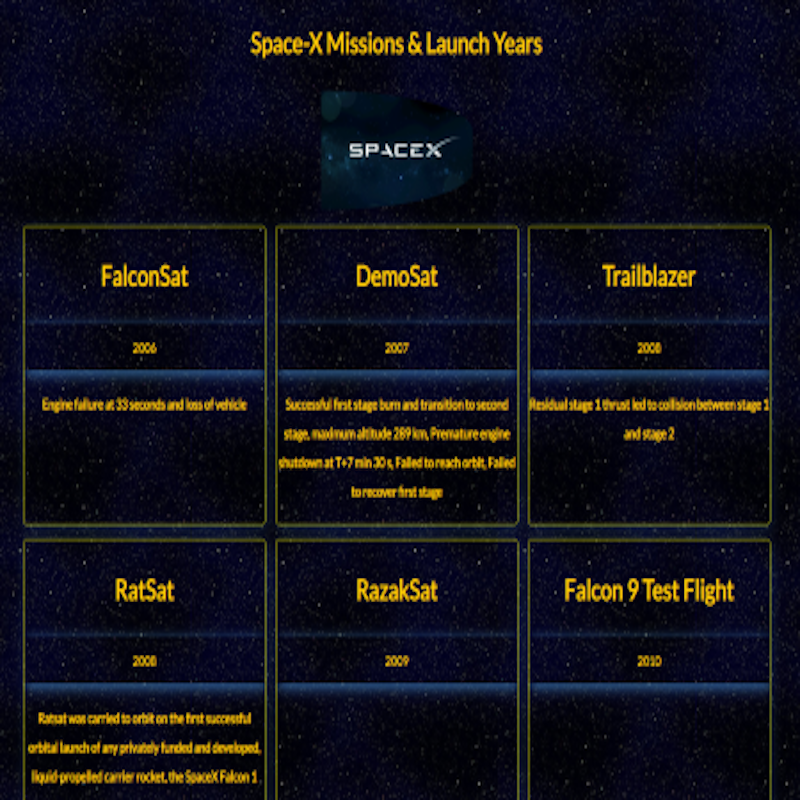 Space-X Missions & Launch Years
SPACEX
FalconSat
2006
Engine failure at 33 seconds and loss of vehicle
DemoSat
2007
Successful first stage burn and transition to second
stage, maximum altitude 289 km, Premature engine
shutdown at T+7 min 30 s, Failed to reach orbit, Failed
to recover first stage
Trailblazer
2008
Residual stage 1 thrust led to collision between stage 1
and stage 2
RatSat
2008
Ratsat was carried to orbit on the first successful
orbital launch of any privately funded and developed,
liquid-propelled carrier rocket, the SpaceX Falcon 1
RazakSat
2009
Falcon 9 Test Flight
2010